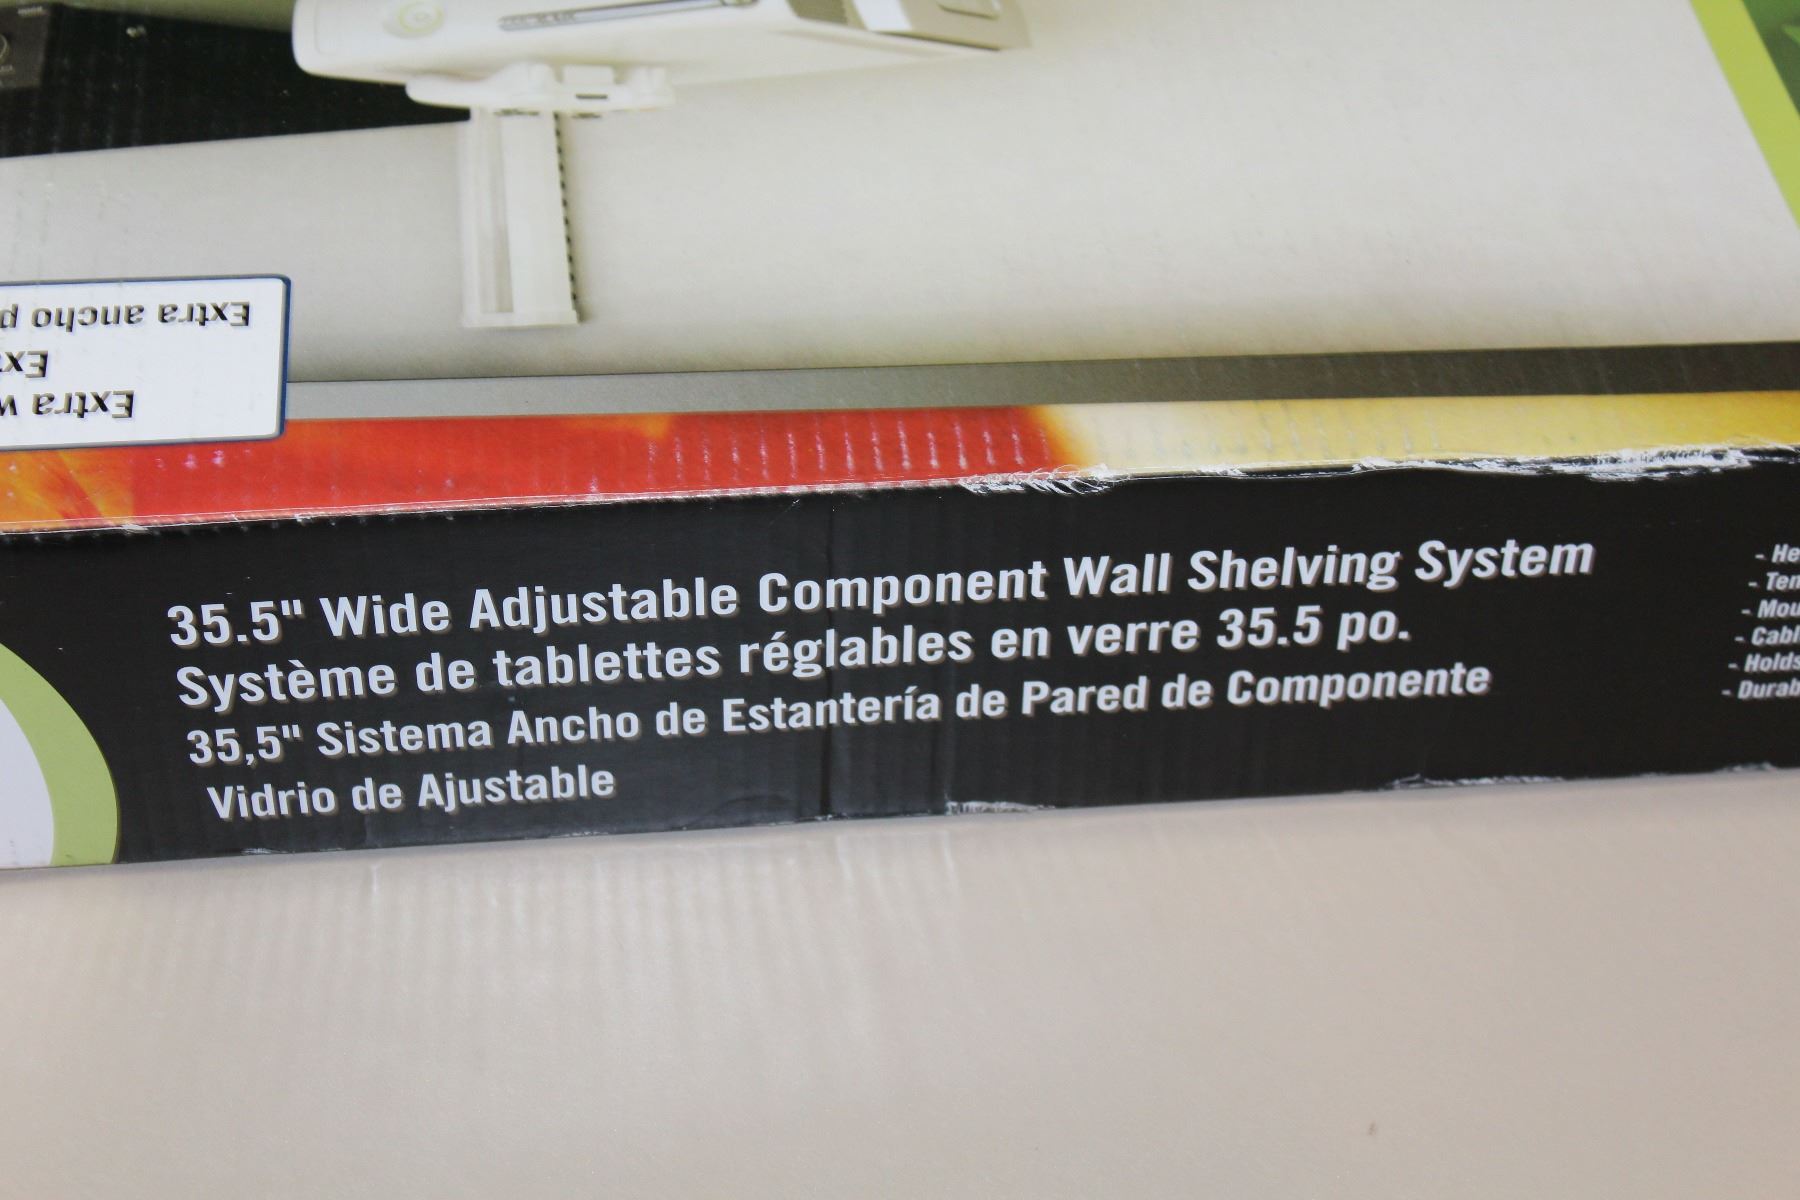 Extra
Ex
Extra ancho
35.5" Wide Adjustable Component Wall Shelving System
Système de tablettes réglables en verre 35.5 po.
35,5" Sistema Ancho de Estantería de Pared de Componente
Vidrio de Ajustable
- He
- Ten
- Mou
- Cabl
- Holds
- Durab